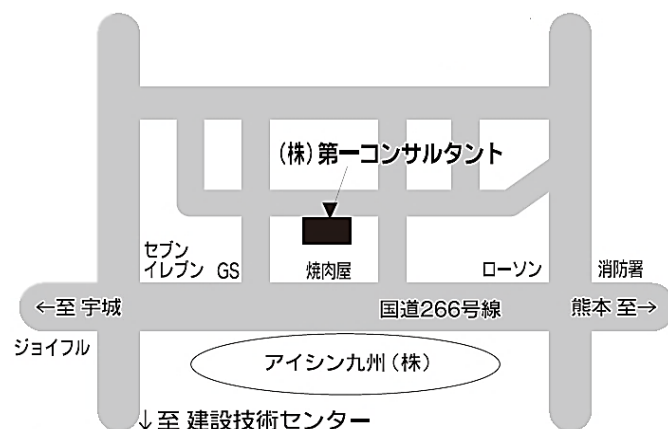 (株)第一コンサルタント
セブン
イレブン
GS
焼肉屋
ローソン
消防署
←至 宇城
国道266号線
熊本 至→
ジョイフル
アイシン九州(株)
↓至 建設技術センター